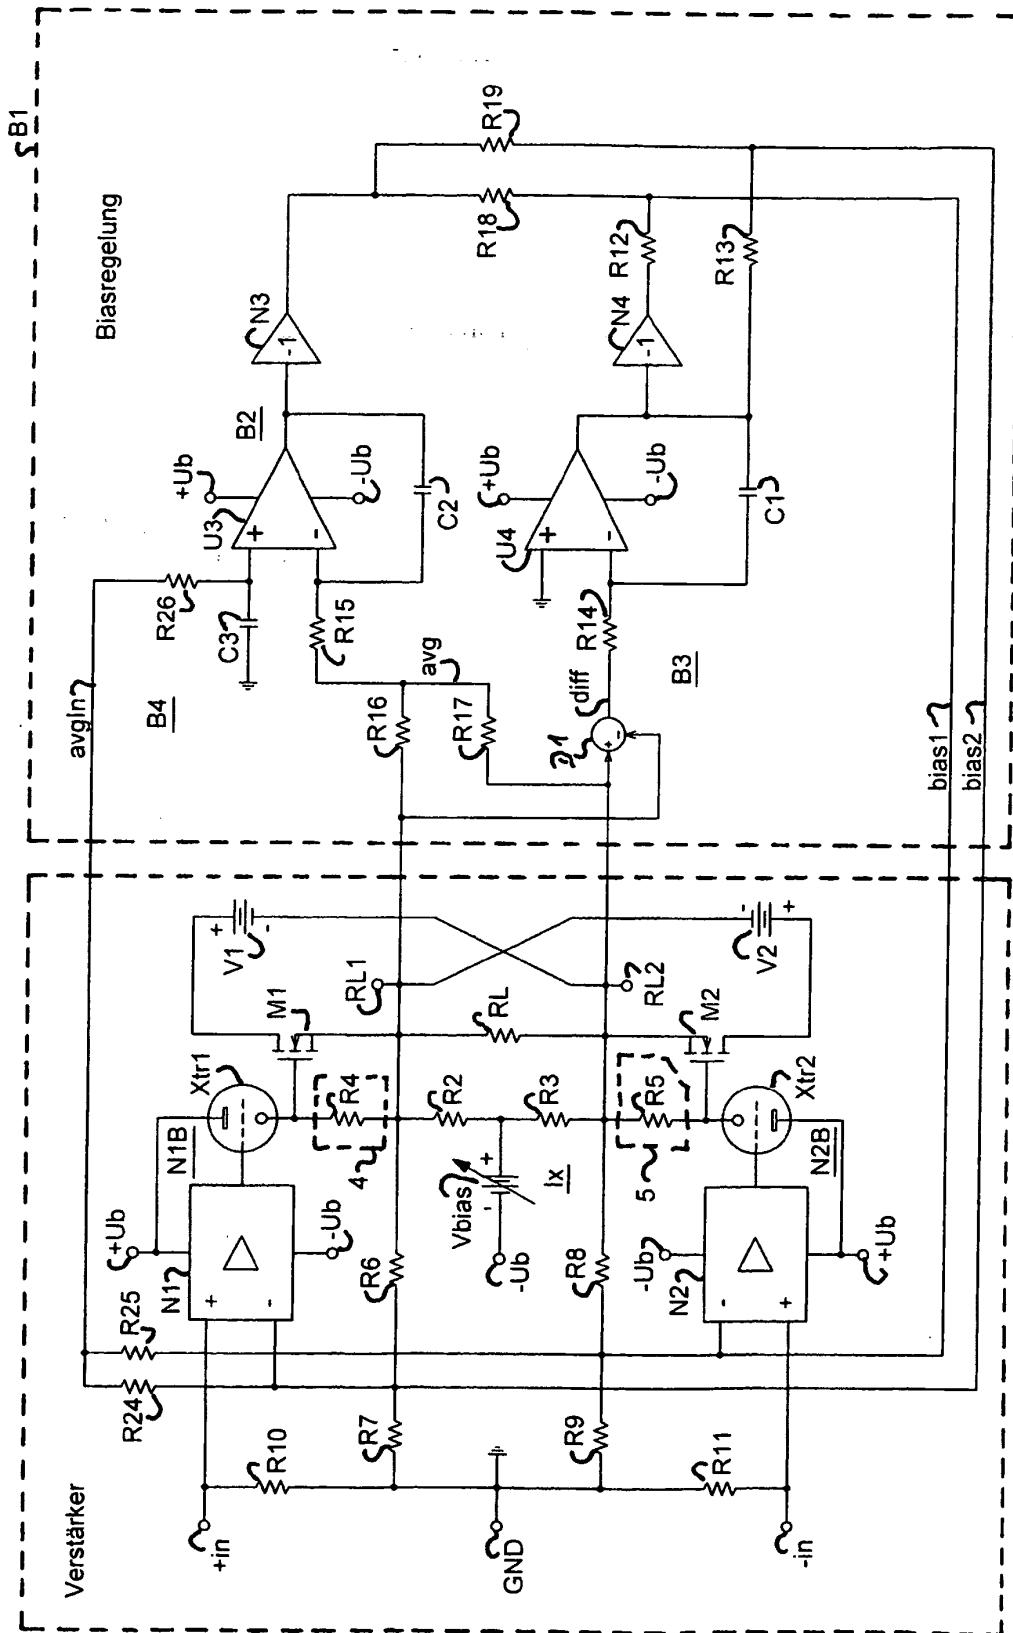 Verstärker
Biasregelung
B1
R24
R25
avgIn
B4
R26
C3
U3
+Ub
-Ub
B2
N3
C2
R15
avg
R16
R17
R18
R19
+in
R10
N1
+
-
+Ub
-Ub
N1B
Xtr1
M1
V1
+
-
R4
4
RL1
R7
R6
R2
RL
Vbias
+
-
-Ub
Ix
R3
GND
R9
R8
R5
5
RL2
D1
+
-
diff
R14
B3
U4
+
-
+Ub
-Ub
N4
-1
R12
R13
C1
-1
+
-
R11
-in
N2
-
+
-Ub
+Ub
N2B
Xtr2
M2
V2
-
+
bias1
bias2